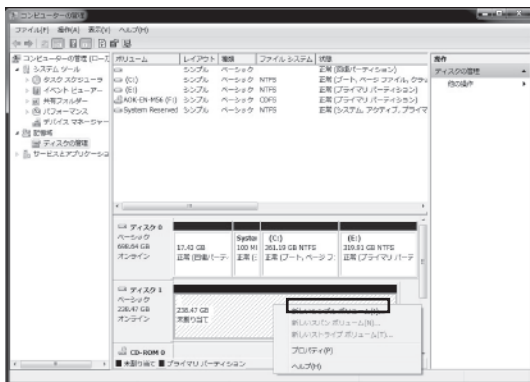 コンピューターの管理
ファイル(F) 操作(A) 表示(V) ヘルプ(H)
コンピューターの管理 (ローカ
システム ツール
タスク スケジューラ
イベント ビューアー
共有フォルダー
パフォーマンス
デバイス マネージャー
記憶域
ディスクの管理
サービスとアプリケーショ
ボリューム レイアウト 種類 ファイル システム 状態
シンプル ベーシック 正常 (回復パーティション)
(C:) シンプル ベーシック NTFS 正常 (ブート, ページ ファイル, クラッ
(E:) シンプル ベーシック NTFS 正常 (プライマリ パーティション)
シンプル ベーシック CDFS 正常 (プライマリ パーティション)
System Reserved シンプル ベーシック NTFS 正常 (システム, アクティブ, プライマ
操作
ディスクの管理
他の操作
ディスク 0
ベーシック
698.64 GB
オンライン
17.42 GB
正常 (回復パーテ
System
100 MI
正常 (:
(C:)
361.19 GB NTFS
正常 (ブート, ページ フ:
(E:)
319.91 GB NTFS
正常 (プライマリ パーテ
ディスク 1
ベーシック
238.47 GB
オンライン
238.47 GB
未割り当て
新しいシンプル ボリューム(I)...
新しいスパン ボリューム(N)...
新しいストライプ ボリューム(T)...
プロパティ(P)
ヘルプ(H)
CD-ROM 0
未割り当て プライマリ パーティション